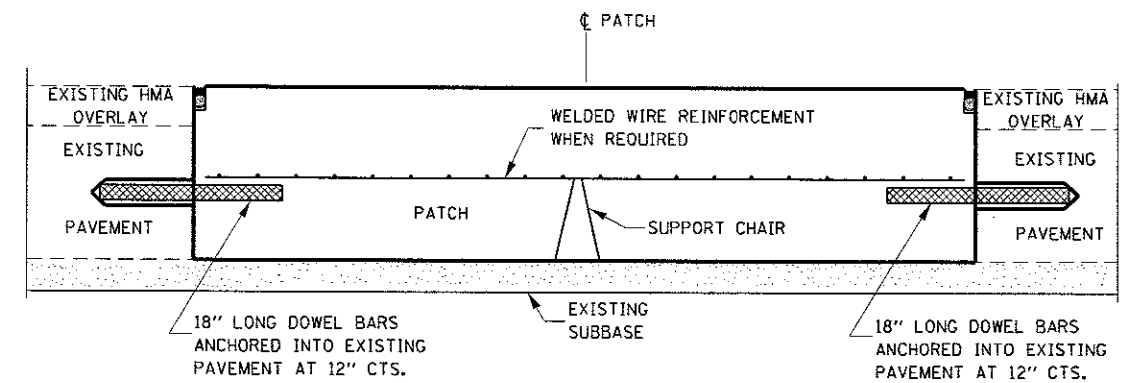 ℄ PATCH
EXISTING HMA
OVERLAY
EXISTING
PAVEMENT
WELDED WIRE REINFORCEMENT
WHEN REQUIRED
PATCH
SUPPORT CHAIR
EXISTING HMA
OVERLAY
EXISTING
PAVEMENT
18" LONG DOWEL BARS
ANCHORED INTO EXISTING
PAVEMENT AT 12" CTS.
EXISTING
SUBBASE
18" LONG DOWEL BARS
ANCHORED INTO EXISTING
PAVEMENT AT 12" CTS.